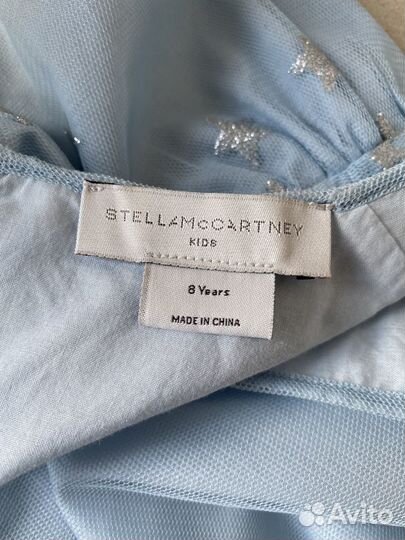 STELLAMcCARTNEY
KIDS
8 Years
MADE IN CHINA
Avito